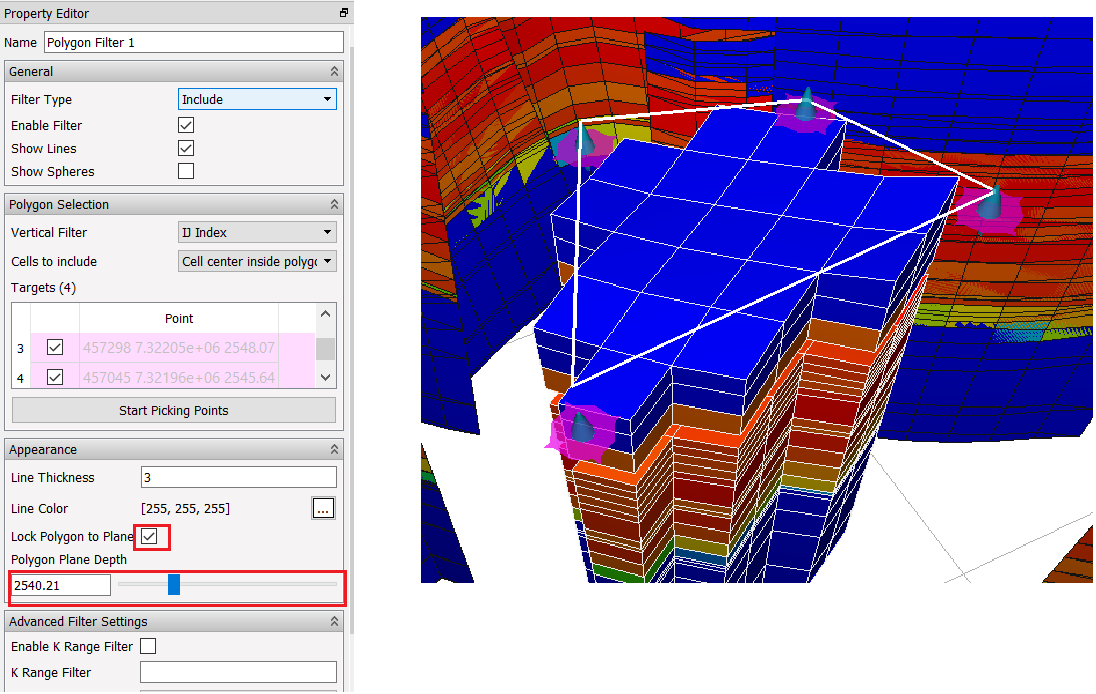 Property Editor
Name Polygon Filter 1
General
Filter Type Include
Enable Filter
Show Lines
Show Spheres
Polygon Selection
Vertical Filter IJ Index
Cells to include Cell center inside polygc
Targets (4)
Point
3 457298 7.32205e+06 2548.07
4 457045 7.32196e+06 2545.64
Start Picking Points
Appearance
Line Thickness 3
Line Color [255, 255, 255] ...
Lock Polygon to Plane
Polygon Plane Depth
2540.21
Advanced Filter Settings
Enable K Range Filter
K Range Filter